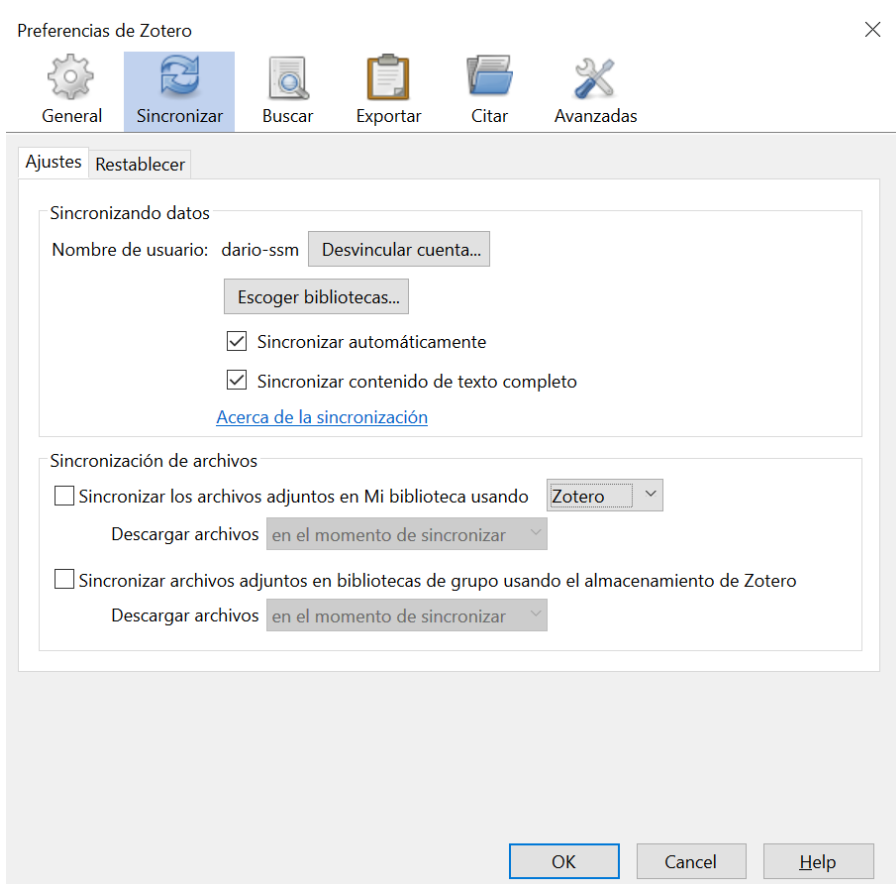 Preferencias de Zotero
General Sincronizar Buscar Exportar Citar Avanzadas
Ajustes Restablecer
Sincronizando datos
Nombre de usuario: dario-ssm Desvincular cuenta...
Escoger bibliotecas...
Sincronizar automáticamente
Sincronizar contenido de texto completo
Acerca de la sincronización
Sincronización de archivos
Sincronizar los archivos adjuntos en Mi biblioteca usando Zotero
Descargar archivos en el momento de sincronizar
Sincronizar archivos adjuntos en bibliotecas de grupo usando el almacenamiento de Zotero
Descargar archivos en el momento de sincronizar
OK Cancel Help